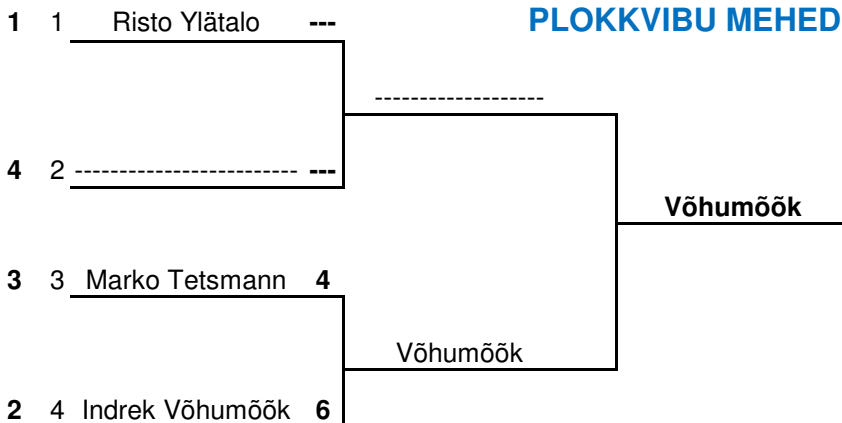 1 1 Risto Ylätalo --- PLOKKVIBU MEHED
-------------------
4 2 ------------------------- ---
Võhumõõk
3 3 Marko Tetsmann 4
Võhumõõk
2 4 Indrek Võhumõõk 6